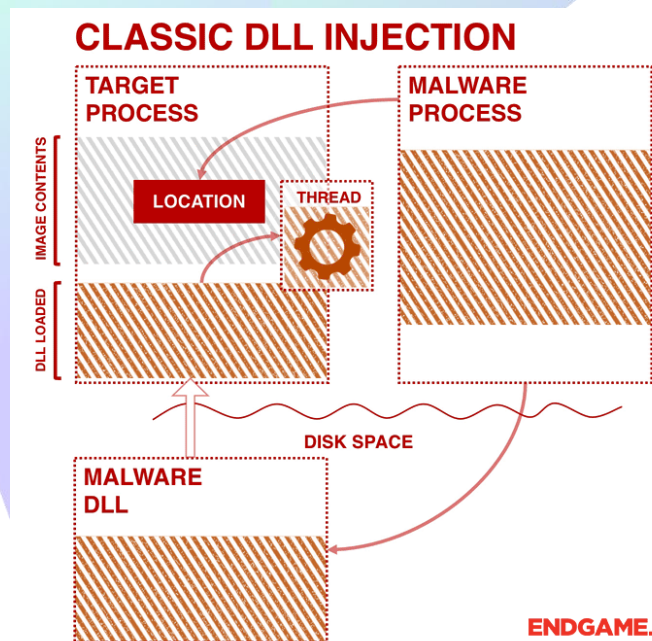 CLASSIC DLL INJECTION
TARGET
PROCESS
MALWARE
PROCESS
IMAGE CONTENTS
LOCATION
THREAD
DLL LOADED
DISK SPACE
MALWARE
DLL
ENDGAME.